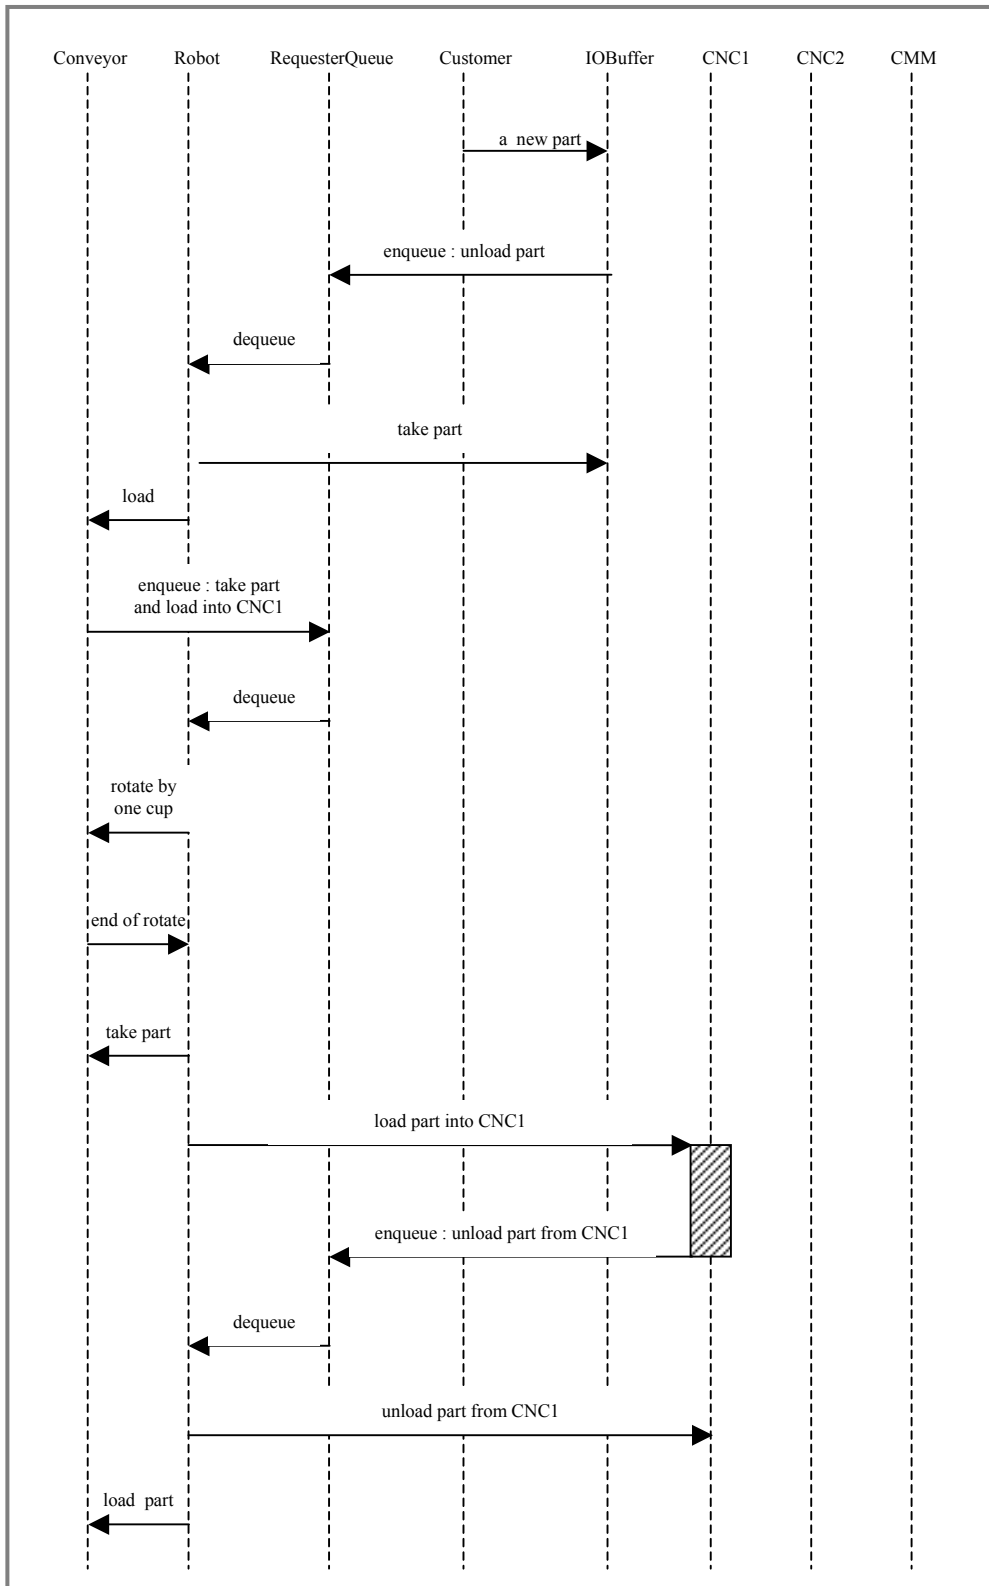 Conveyor Robot RequesterQueue Customer IOBuffer CNC1 CNC2 CMM
a new part
enqueue : unload part
dequeue
take part
load
enqueue : take part
and load into CNC1
dequeue
rotate by
one cup
end of rotate
take part
load part into CNC1
enqueue : unload part from CNC1
dequeue
unload part from CNC1
load part